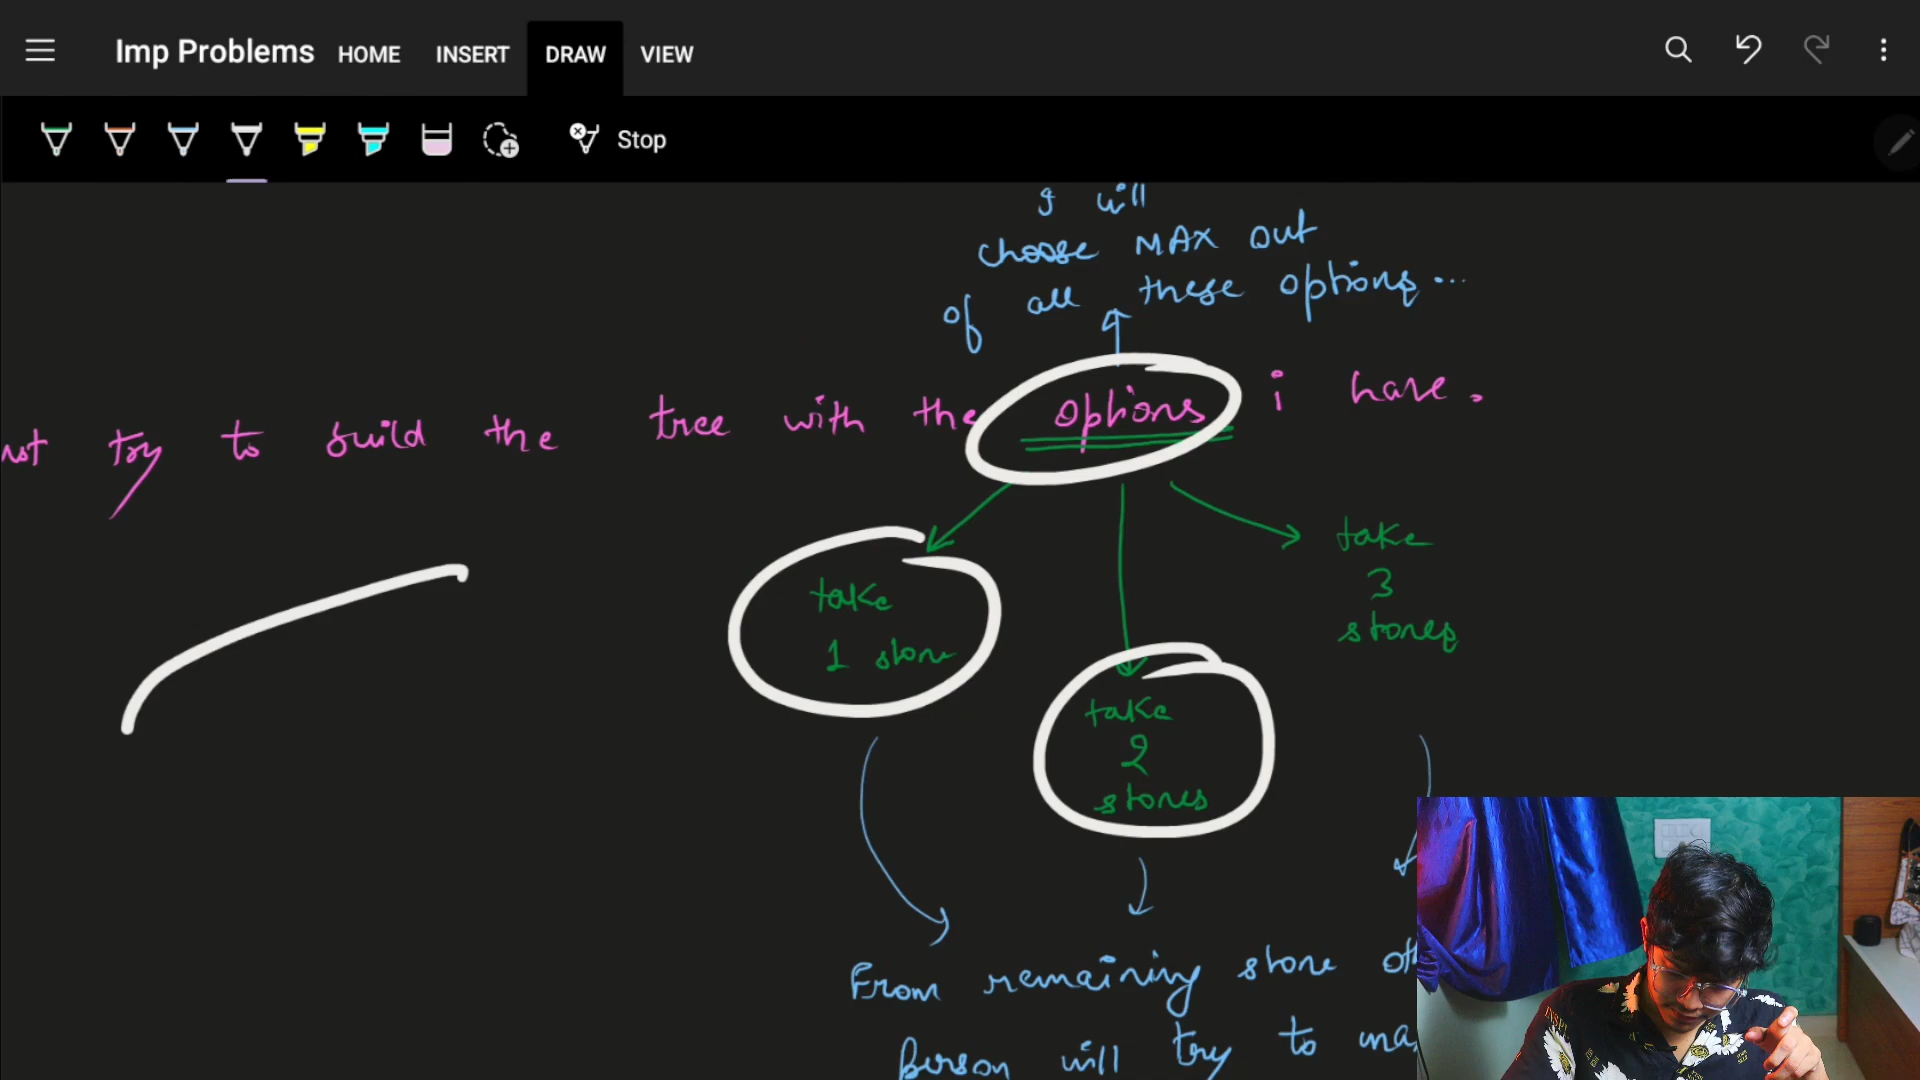 Imp Problems HOME INSERT DRAW VIEW
Stop
I will
choose MAX out
of all these options...
try to build the tree with the options i have.
take
1 stone
take
2
stones
take
3
stones
From remaining stone
Person will try to